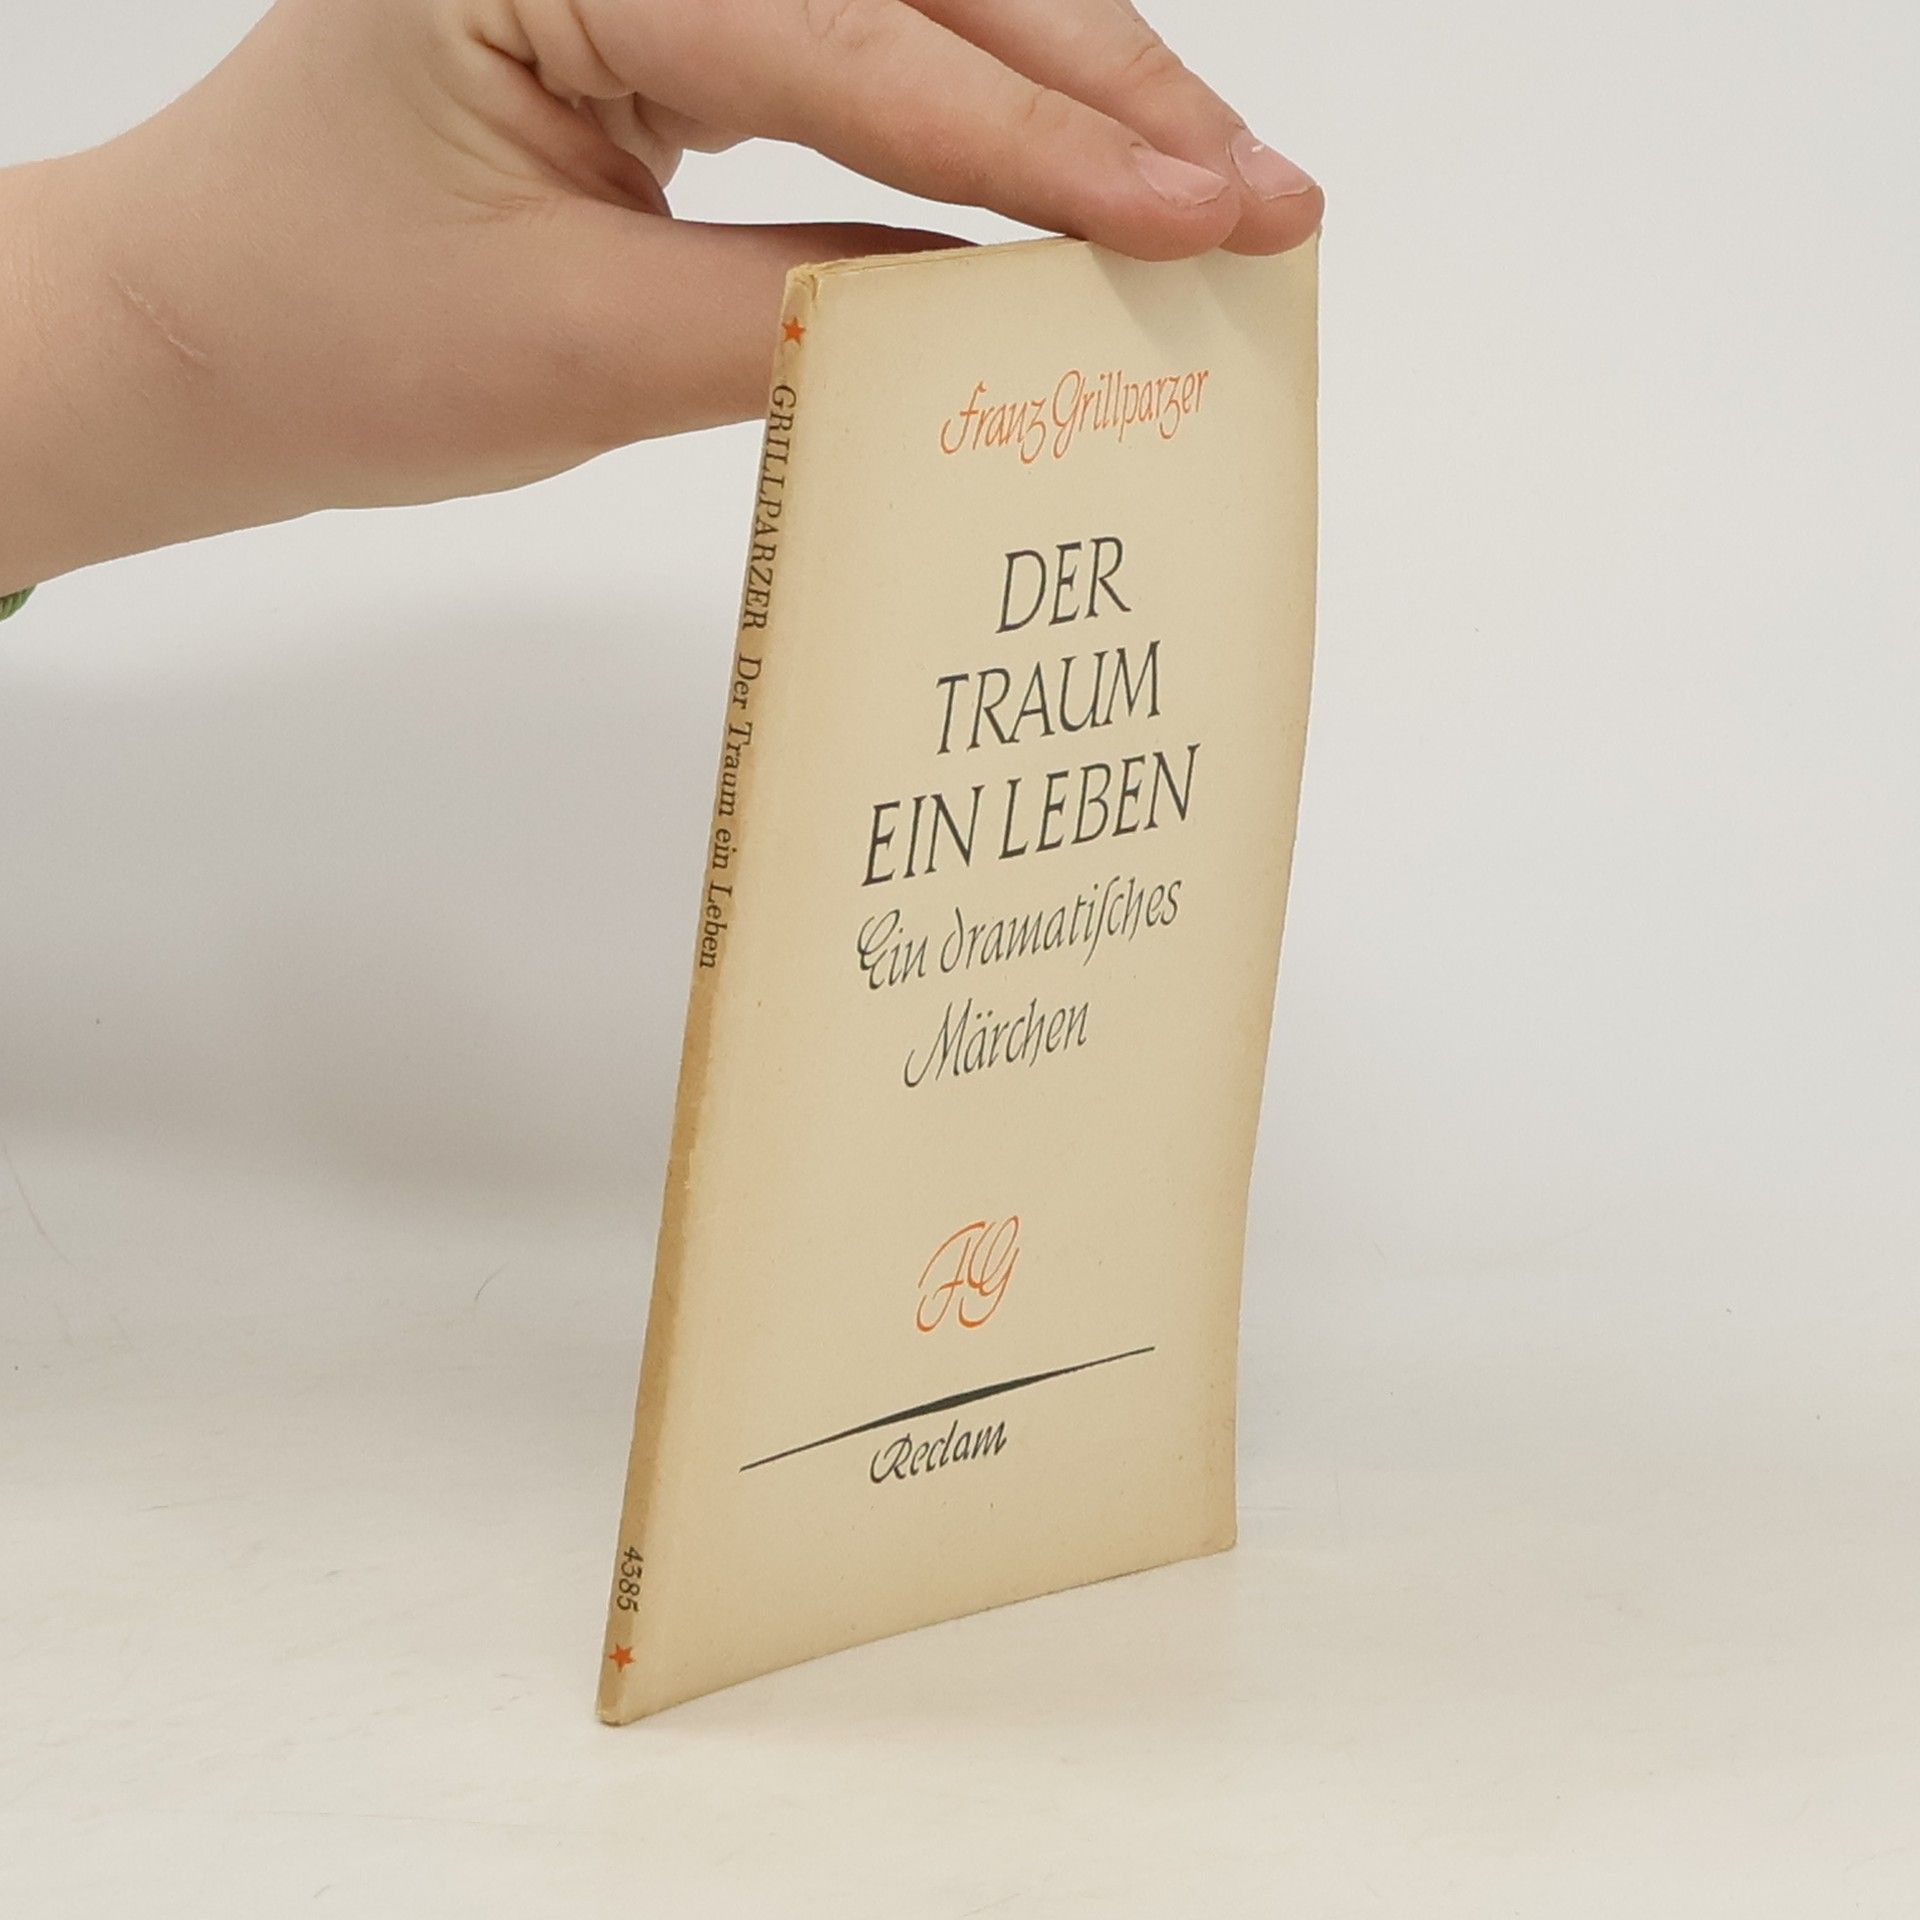 Franz Grillparzer
DER
TRAUM
EIN LEBEN
Ein dramatiſches
Märchen
FG
Reclam
GRILLPARZER Der Traum ein Leben
4385